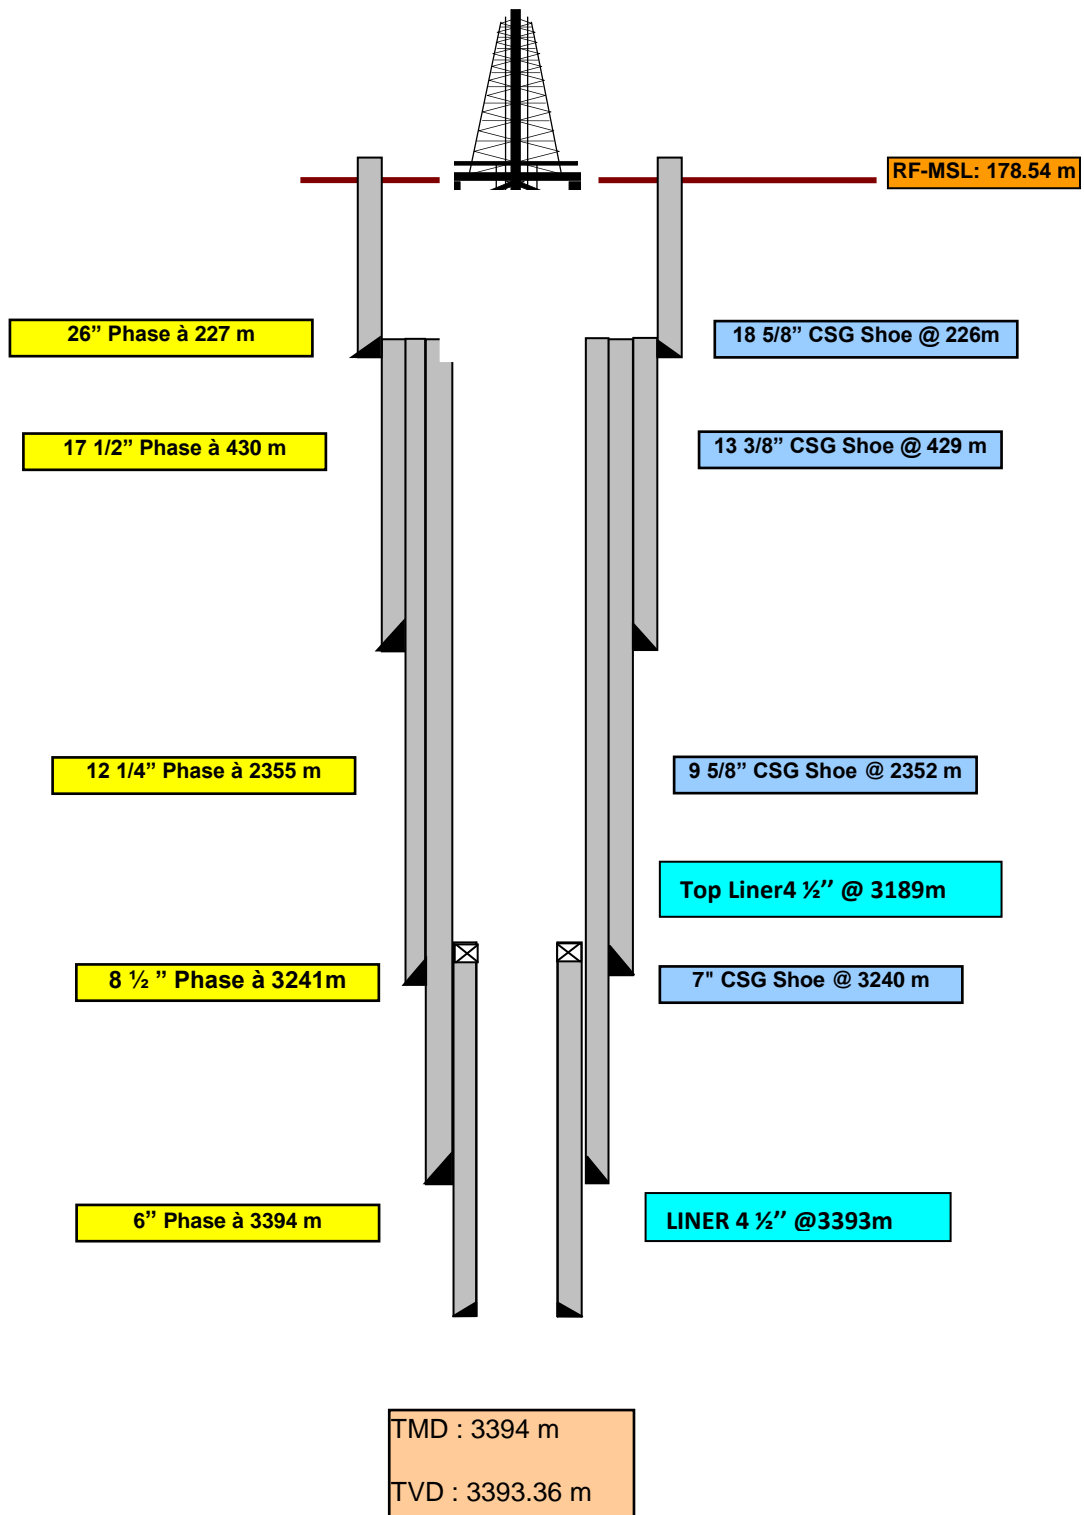 RF-MSL: 178.54 m
26” Phase à 227 m
18 5/8” CSG Shoe @ 226m
17 1/2” Phase à 430 m
13 3/8” CSG Shoe @ 429 m
12 1/4” Phase à 2355 m
9 5/8” CSG Shoe @ 2352 m
Top Liner4 ½’’ @ 3189m
8 ½ ” Phase à 3241m
7" CSG Shoe @ 3240 m
6” Phase à 3394 m
LINER 4 ½’’ @3393m
TMD : 3394 m
TVD : 3393.36 m